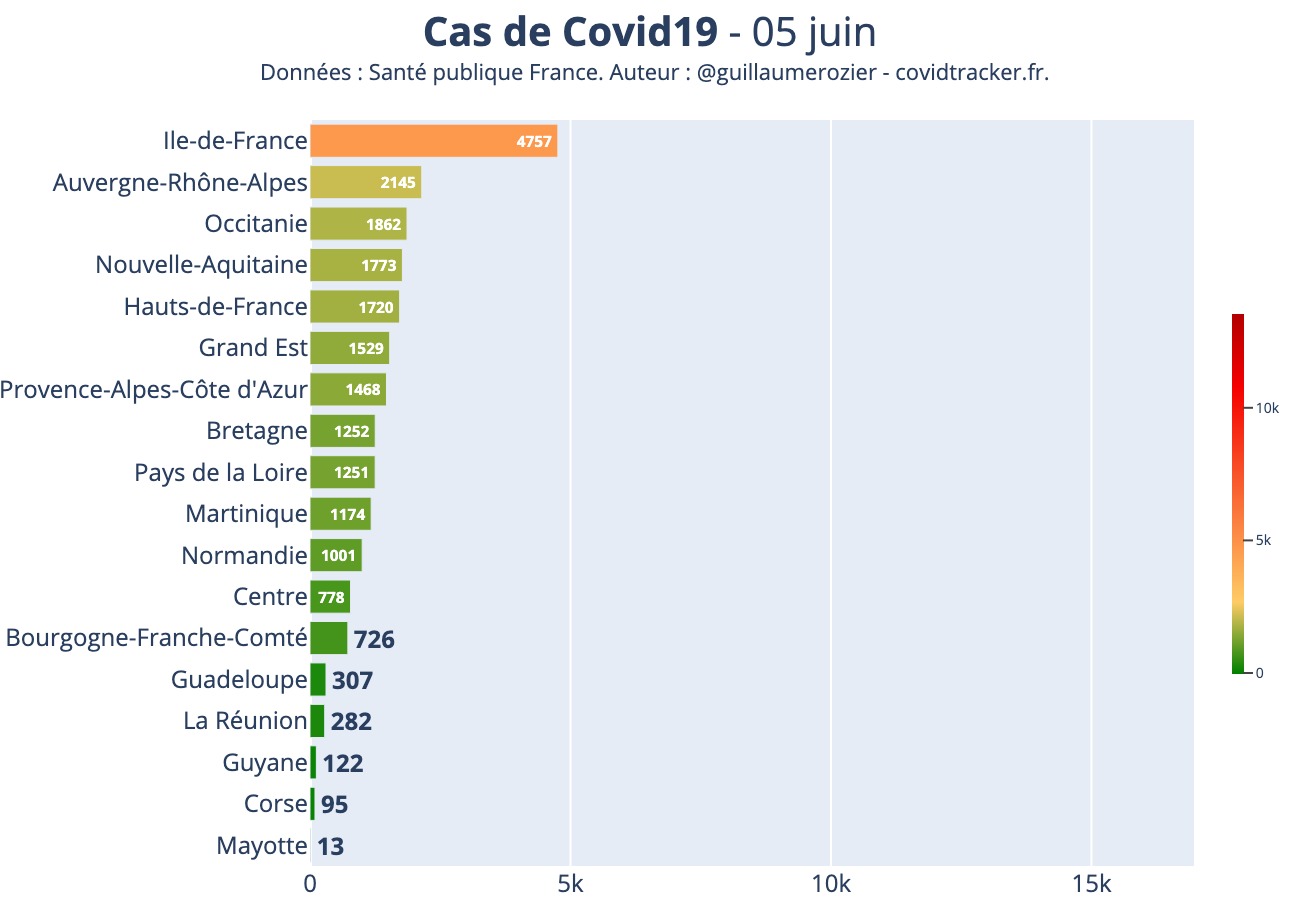 Cas de Covid19 - 05 juin
Données : Santé publique France. Auteur : @guillaumerozier - covidtracker.fr.
Ile-de-France 4757
Auvergne-Rhône-Alpes 2145
Occitanie 1862
Nouvelle-Aquitaine 1773
Hauts-de-France 1720
Grand Est 1529
Provence-Alpes-Côte d'Azur 1468
Bretagne 1252
Pays de la Loire 1251
Martinique 1174
Normandie 1001
Centre 778
Bourgogne-Franche-Comté 726
Guadeloupe 307
La Réunion 282
Guyane 122
Corse 95
Mayotte 13
0 5k 10k 15k
10k
5k
0